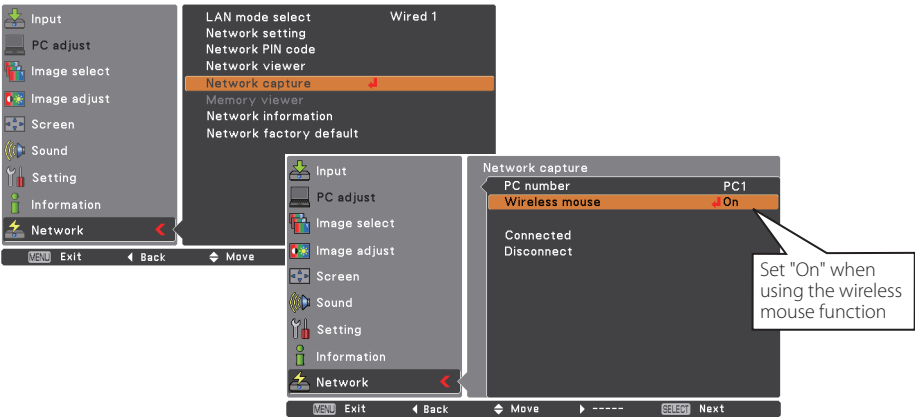 Input
PC adjust
Image select
Image adjust
Screen
Sound
Setting
Information
Network
LAN mode select Wired 1
Network setting
Network PIN code
Network viewer
Network capture
Memory viewer
Network information
Network factory default
MENU Exit Back Move
Input
PC adjust
Image select
Image adjust
Screen
Sound
Setting
Information
Network
Network capture
PC number PC1
Wireless mouse On
Connected
Disconnect
Set "On" when
using the wireless
mouse function
MENU Exit Back Move ----- SELECT Next